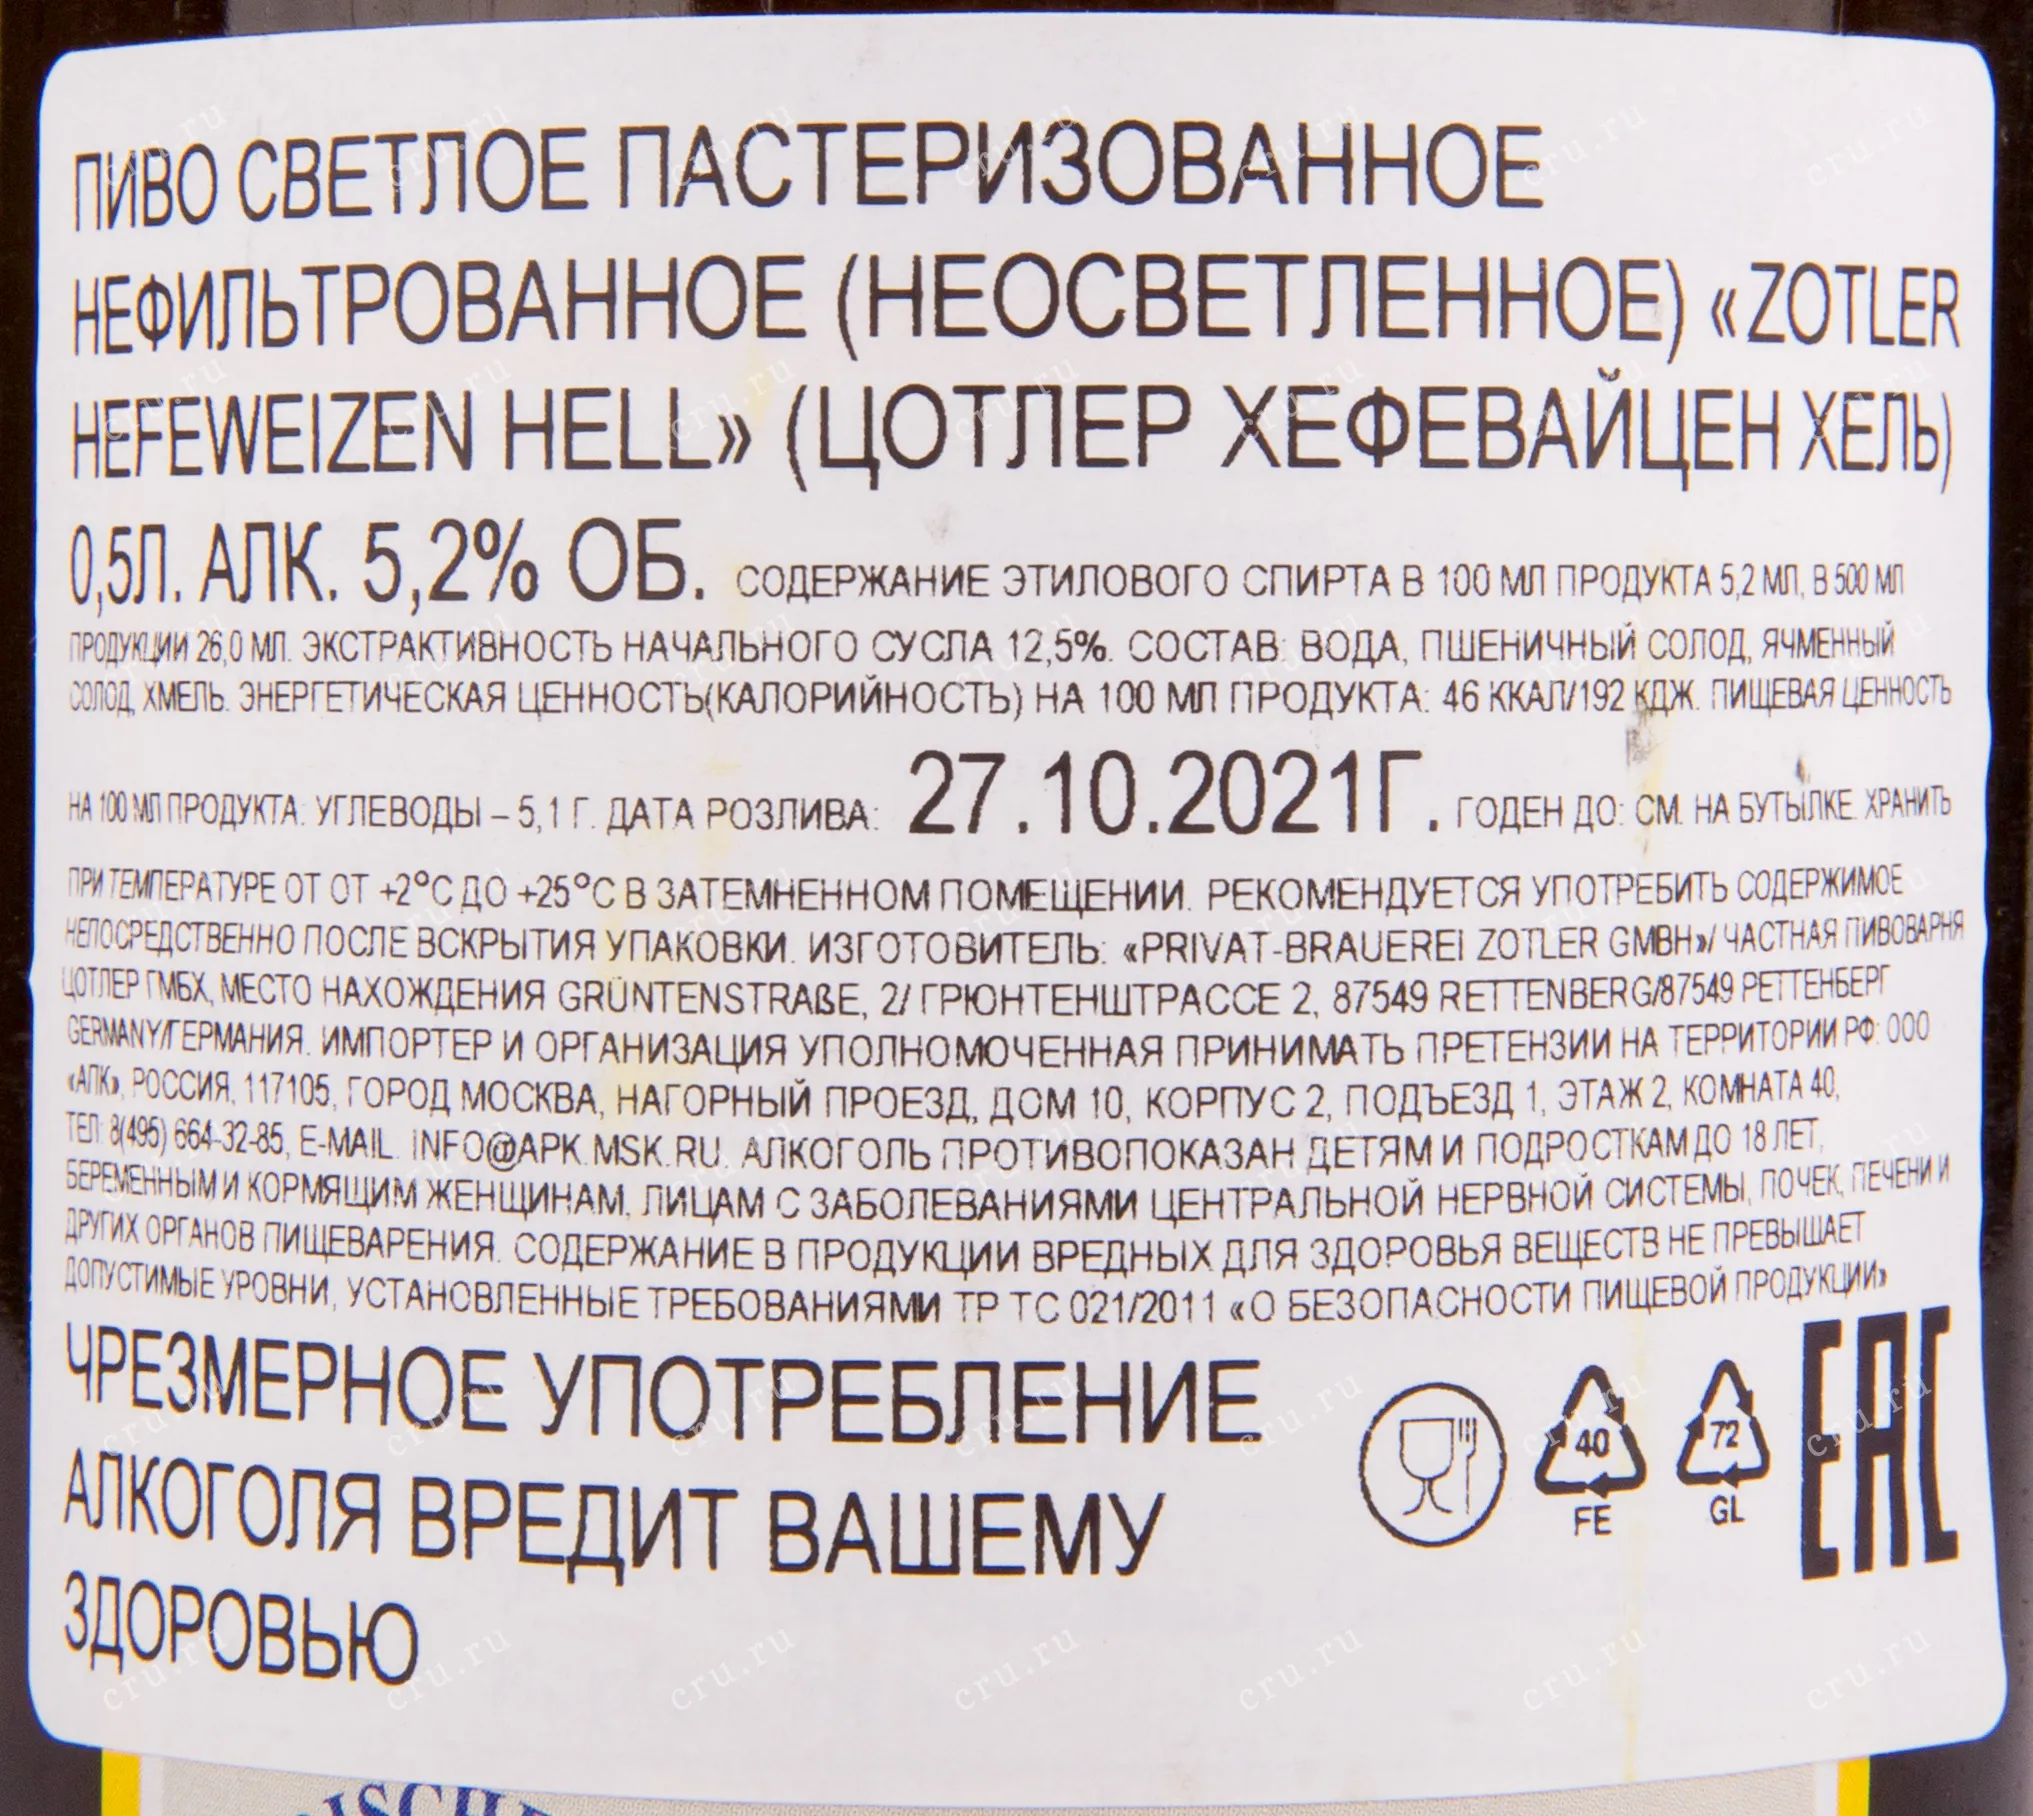 ПИВО СВЕТЛОЕ ПАСТЕРИЗОВАННОЕ
НЕФИЛЬТРОВАННОЕ (НЕОСВЕТЛЕННОЕ) «ZOTLER
HEFEWEIZEN HELL» (ЦОТЛЕР ХЕФЕВАЙЦЕН ХЕЛЬ)
0,5Л. АЛК. 5,2% ОБ. СОДЕРЖАНИЕ ЭТИЛОВОГО СПИРТА В 100 МЛ ПРОДУКТА 5,2 МЛ, В 500 МЛ
ПРОДУКЦИИ 26,0 МЛ. ЭКСТРАКТИВНОСТЬ НАЧАЛЬНОГО СУСЛА 12,5%. СОСТАВ: ВОДА, ПШЕНИЧНЫЙ СОЛОД, ЯЧМЕННЫЙ
СОЛОД, ХМЕЛЬ. ЭНЕРГЕТИЧЕСКАЯ ЦЕННОСТЬ(КАЛОРИЙНОСТЬ) НА 100 МЛ ПРОДУКТА: 46 ККАЛ/192 КДЖ. ПИЩЕВАЯ ЦЕННОСТЬ
НА 100 МЛ ПРОДУКТА: УГЛЕВОДЫ – 5,1 Г. ДАТА РОЗЛИВА: 27.10.2021Г. ГОДЕН ДО: СМ. НА БУТЫЛКЕ. ХРАНИТЬ
ПРИ ТЕМПЕРАТУРЕ ОТ ОТ +2°С ДО +25°С В ЗАТЕМНЕННОМ ПОМЕЩЕНИИ. РЕКОМЕНДУЕТСЯ УПОТРЕБИТЬ СОДЕРЖИМОЕ
НЕПОСРЕДСТВЕННО ПОСЛЕ ВСКРЫТИЯ УПАКОВКИ. ИЗГОТОВИТЕЛЬ: «PRIVAT-BRAUEREI ZOTLER GMBH»/ ЧАСТНАЯ ПИВОВАРНЯ
ЦОТЛЕР ГМБХ, МЕСТО НАХОЖДЕНИЯ GRÜNTENSTRAßE, 2/ ГРЮНТЕНШТРАССЕ 2, 87549 RETTENBERG/87549 РЕТТЕНБЕРГ
GERMANY/ГЕРМАНИЯ. ИМПОРТЕР И ОРГАНИЗАЦИЯ УПОЛНОМОЧЕННАЯ ПРИНИМАТЬ ПРЕТЕНЗИИ НА ТЕРРИТОРИИ РФ: ООО
«АПК», РОССИЯ, 117105, ГОРОД МОСКВА, НАГОРНЫЙ ПРОЕЗД, ДОМ 10, КОРПУС 2, ПОДЪЕЗД 1, ЭТАЖ 2, КОМНАТА 40,
ТЕЛ: 8(495) 664-32-85, E-MAIL: INFO@APK.MSK.RU. АЛКОГОЛЬ ПРОТИВОПОКАЗАН ДЕТЯМ И ПОДРОСТКАМ ДО 18 ЛЕТ,
БЕРЕМЕННЫМ И КОРМЯЩИМ ЖЕНЩИНАМ, ЛИЦАМ С ЗАБОЛЕВАНИЯМИ ЦЕНТРАЛЬНОЙ НЕРВНОЙ СИСТЕМЫ, ПОЧЕК, ПЕЧЕНИ И
ДРУГИХ ОРГАНОВ ПИЩЕВАРЕНИЯ. СОДЕРЖАНИЕ В ПРОДУКЦИИ ВРЕДНЫХ ДЛЯ ЗДОРОВЬЯ ВЕЩЕСТВ НЕ ПРЕВЫШАЕТ
ДОПУСТИМЫЕ УРОВНИ, УСТАНОВЛЕННЫЕ ТРЕБОВАНИЯМИ ТР ТС 021/2011 «О БЕЗОПАСНОСТИ ПИЩЕВОЙ ПРОДУКЦИИ»
ЧРЕЗМЕРНОЕ УПОТРЕБЛЕНИЕ
АЛКОГОЛЯ ВРЕДИТ ВАШЕМУ
ЗДОРОВЬЮ
40
FE
72
GL
EAC
cru.ru